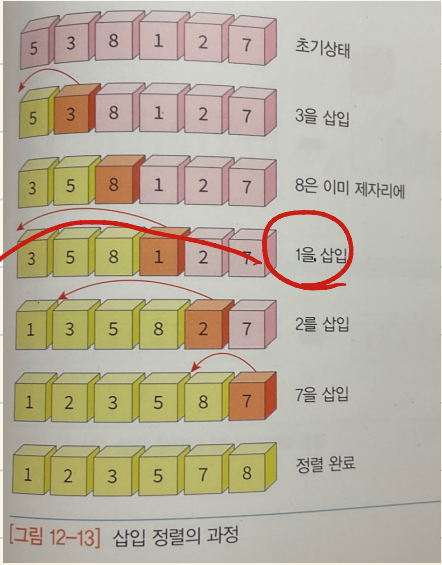 5 3 8 1 2 7 초기상태
5 3 8 1 2 7 3을 삽입
3 5 8 1 2 7 8은 이미 제자리에
3 5 8 1 2 7 1을 삽입
1 3 5 8 2 7 2를 삽입
1 2 3 5 8 7 7을 삽입
1 2 3 5 7 8 정렬 완료
[그림 12-13] 삽입 정렬의 과정